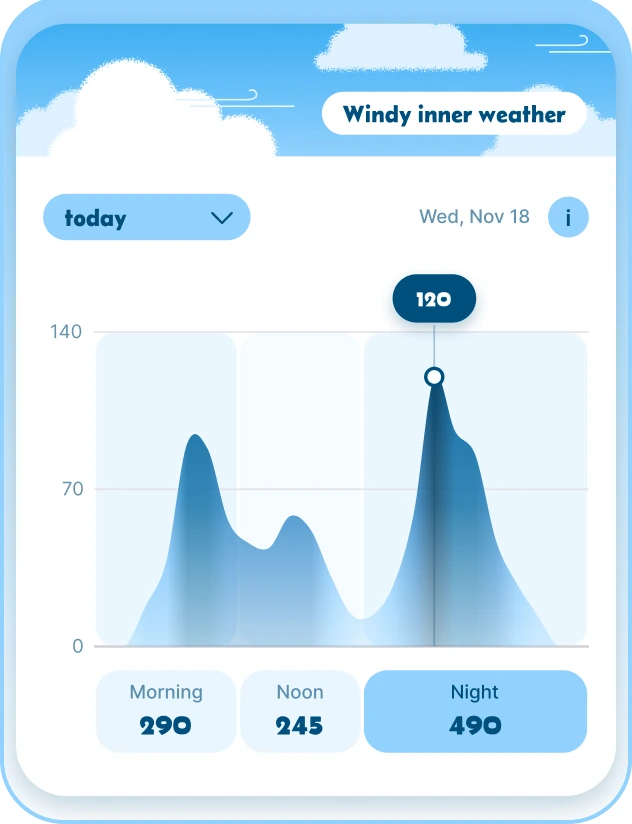 Windy inner weather
today
Wed, Nov 18
i
120
140
70
0
Morning
290
Noon
245
Night
490